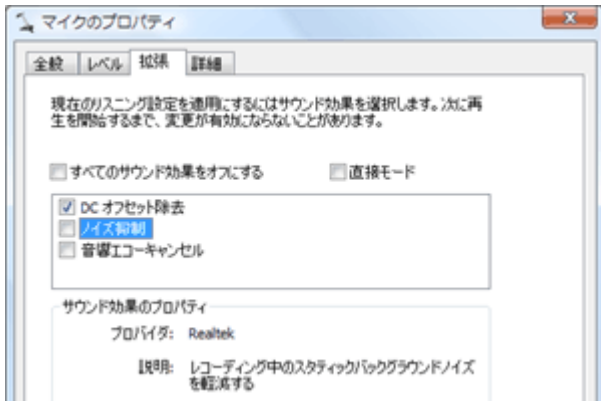 マイクのプロパティ
全般 レベル 拡張 詳細
現在のリスニング設定を適用にするにはサウンド効果を選択します。次に再
生を開始するまで、変更が有効にならないことがあります。
すべてのサウンド効果をオフにする 直接モード
DC オフセット除去
ノイズ抑制
音響エコーキャンセル
サウンド効果のプロパティ
プロバイダ: Realtek
説明: レコーディング中のスタティックバックグラウンドノイズ
を軽減する